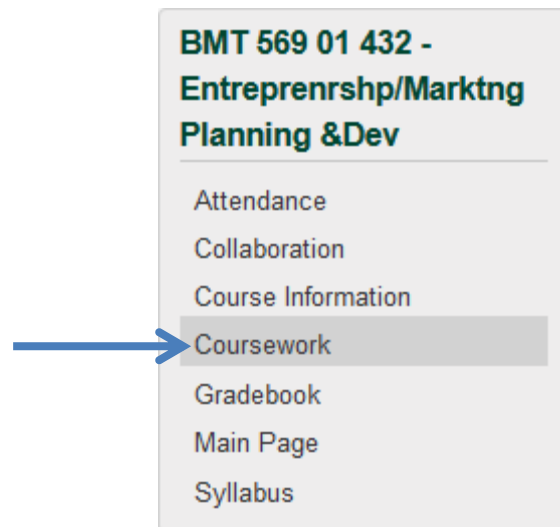 BMT 569 01 432 -
Entreprenrshp/Marktng
Planning &Dev
Attendance
Collaboration
Course Information
Coursework
Gradebook
Main Page
Syllabus